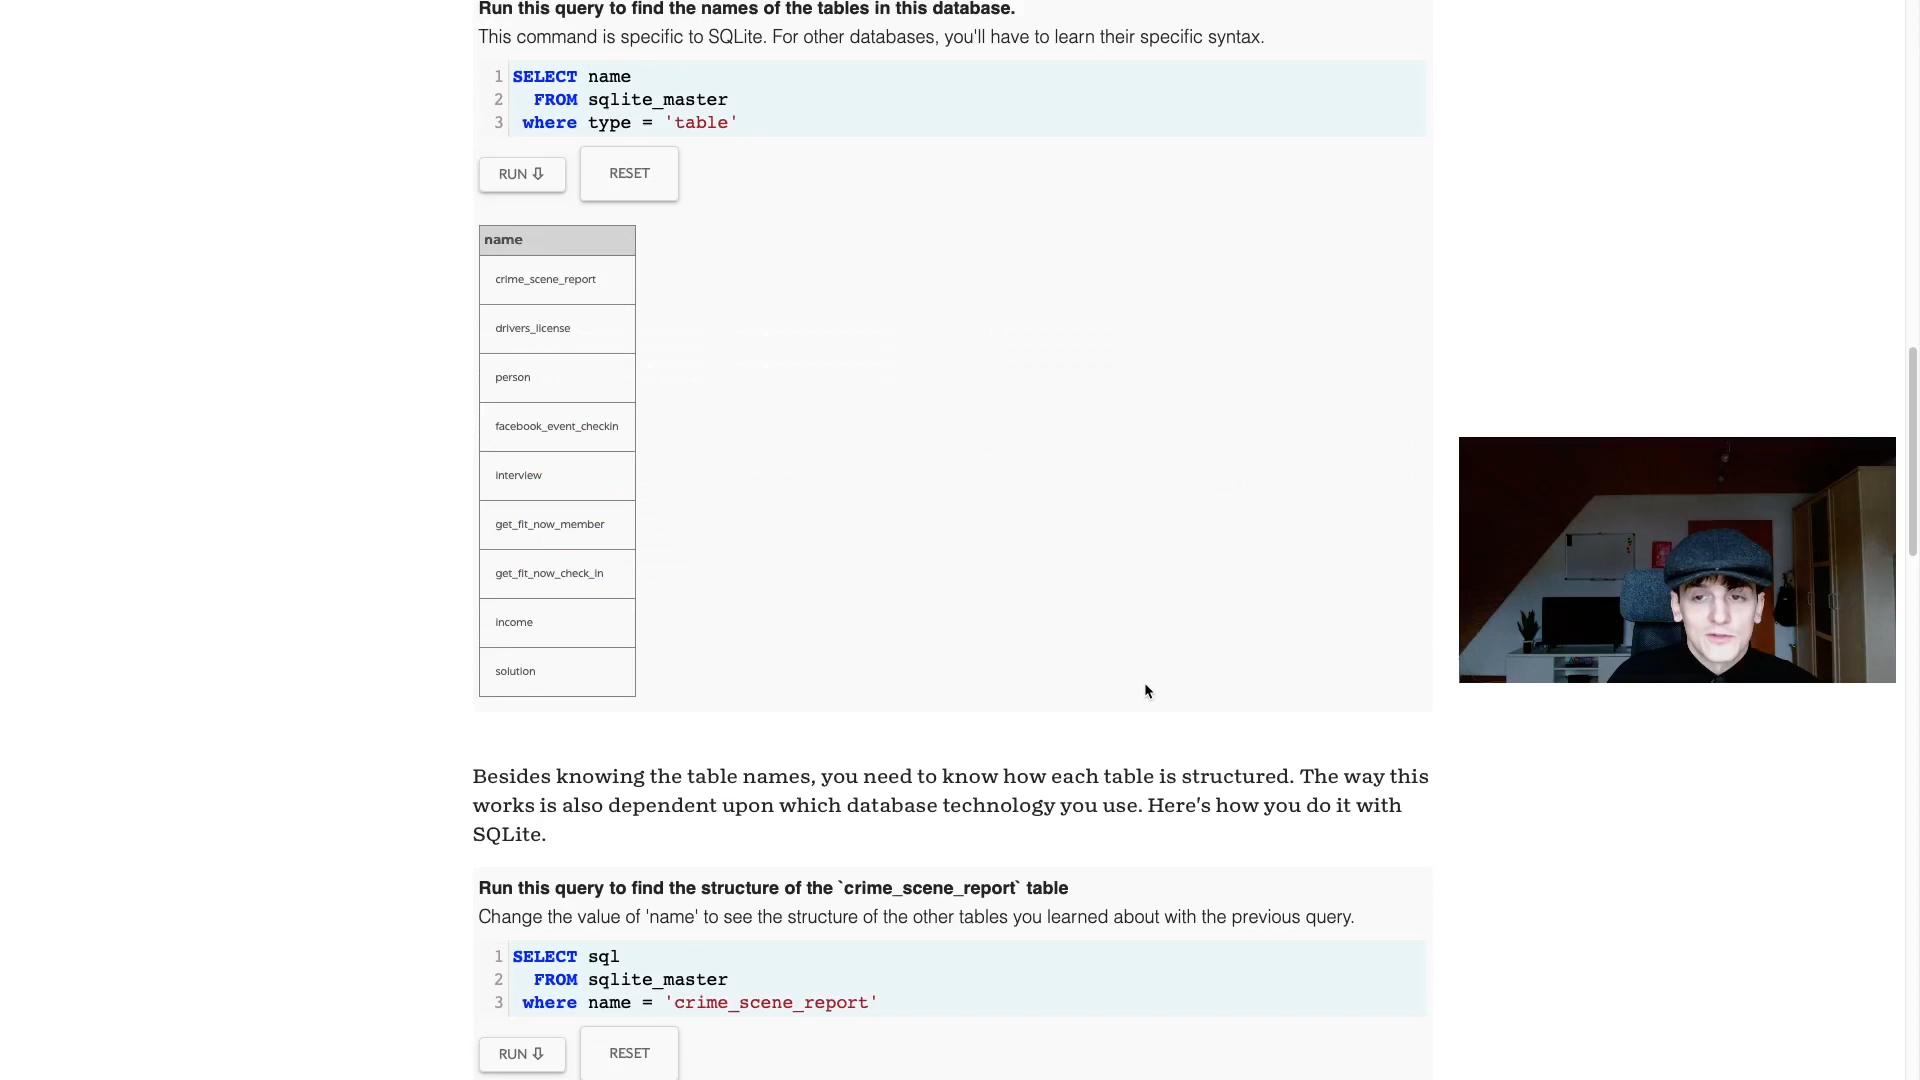 Run this query to find the names of the tables in this database.
This command is specific to SQLite. For other databases, you'll have to learn their specific syntax.
1 SELECT name
2 FROM sqlite_master
3 where type = 'table'
RUN ⇩ RESET
name
crime_scene_report
drivers_license
person
facebook_event_checkin
interview
get_fit_now_member
get_fit_now_check_in
income
solution
Besides knowing the table names, you need to know how each table is structured. The way this
works is also dependent upon which database technology you use. Here's how you do it with
SQLite.
Run this query to find the structure of the `crime_scene_report` table
Change the value of 'name' to see the structure of the other tables you learned about with the previous query.
1 SELECT sql
2 FROM sqlite_master
3 where name = 'crime_scene_report'
RUN ⇩ RESET